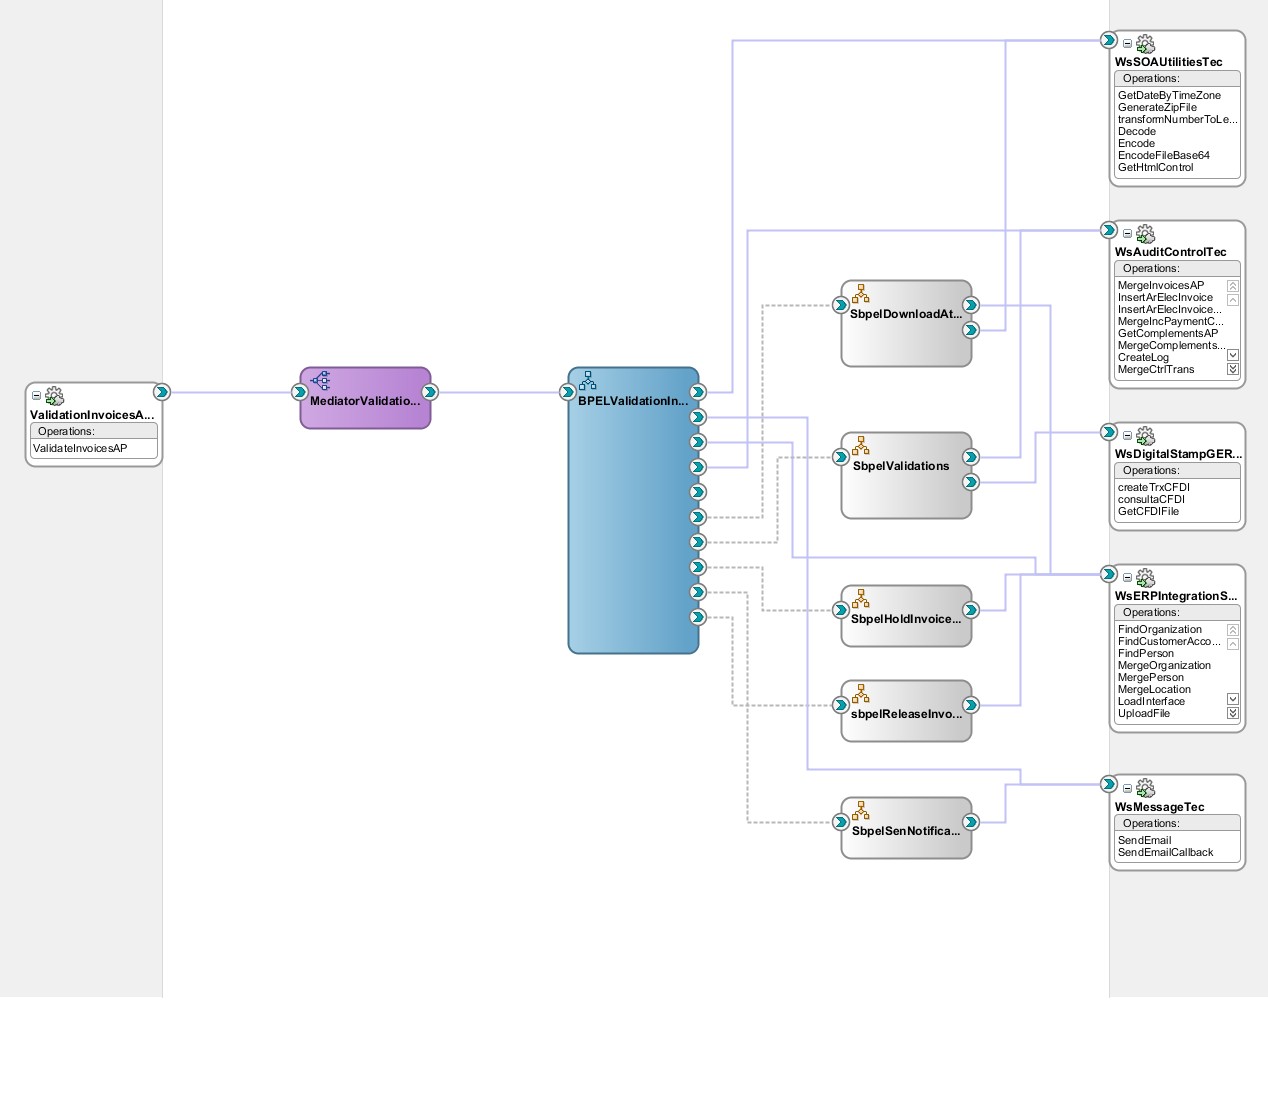 ValidationInvoicesA...
Operations:
ValidateInvoicesAP
MediatorValidatio...
BPELValidationIn...
SbpelDownloadAt...
SbpelValidations
SbpelHoldInvoice...
sbpelReleaseInvo...
SbpelSenNotifica...
WsSOAUtilitiesTec
Operations:
GetDateByTimeZone
GenerateZipFile
transformNumberToLe...
Decode
Encode
EncodeFileBase64
GetHtmlControl
WsAuditControlTec
Operations:
MergeInvoicesAP
InsertArElecInvoice
InsertArElecInvoice...
MergeIncPaymentC...
GetComplementsAP
MergeComplements...
CreateLog
MergeCtrlTrans
WsDigitalStampGER...
Operations:
createTrxCFDI
consultaCFDI
GetCFDIFile
WsERPIntegrationS...
Operations:
FindOrganization
FindCustomerAcco...
FindPerson
MergeOrganization
MergePerson
MergeLocation
LoadInterface
UploadFile
WsMessageTec
Operations:
SendEmail
SendEmailCallback